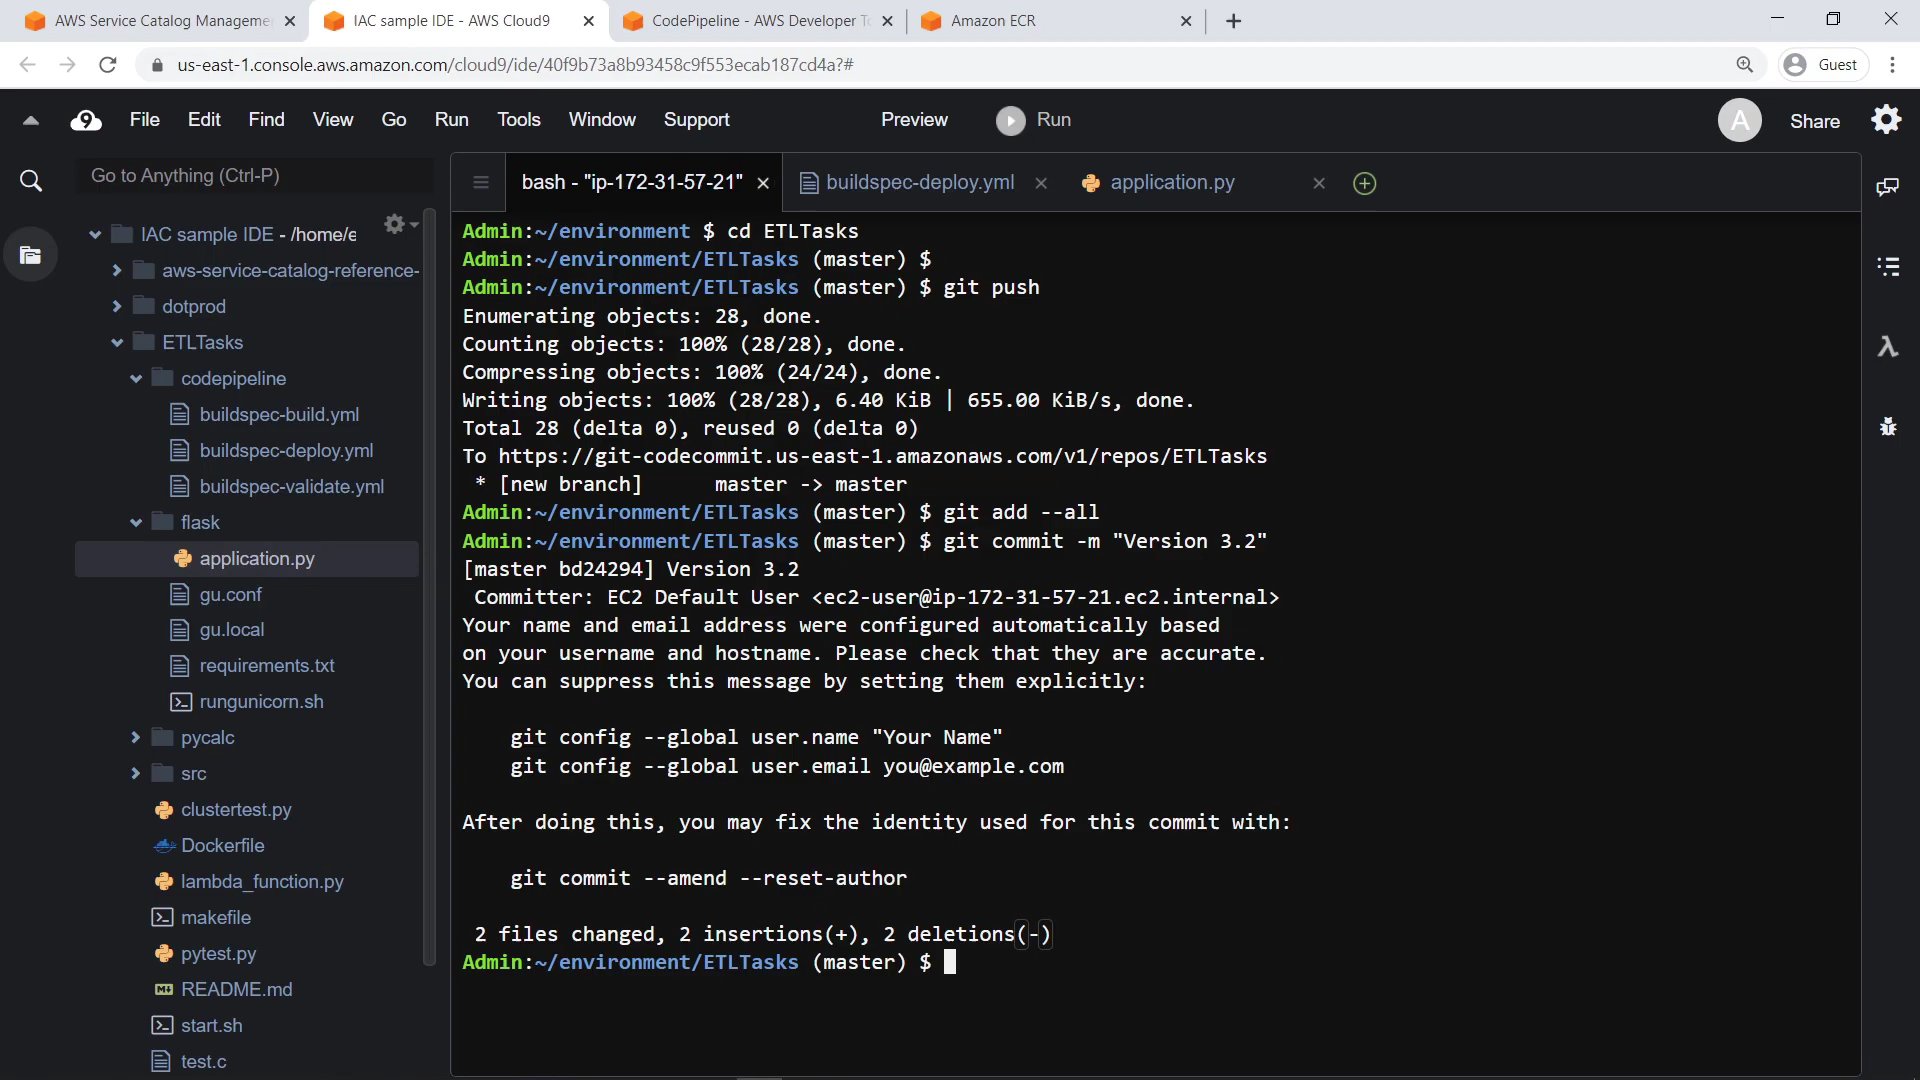 AWS Service Catalog Manageme
IAC sample IDE - AWS Cloud9
CodePipeline - AWS Developer To
Amazon ECR
us-east-1.console.aws.amazon.com/cloud9/ide/40f9b73a8b93458c9f553ecab187cd4a?#
Guest
9 File Edit Find View Go Run Tools Window Support Preview Run A Share
Go to Anything (Ctrl-P)
bash - "ip-172-31-57-21"
buildspec-deploy.yml
application.py
IAC sample IDE - /home/e
aws-service-catalog-reference-
dotprod
ETLTasks
codepipeline
buildspec-build.yml
buildspec-deploy.yml
buildspec-validate.yml
flask
application.py
gu.conf
gu.local
requirements.txt
rungunicorn.sh
pycalc
src
clustertest.py
Dockerfile
lambda_function.py
makefile
pytest.py
README.md
start.sh
test.c
Admin:~/environment $ cd ETLTasks
Admin:~/environment/ETLTasks (master) $
Admin:~/environment/ETLTasks (master) $ git push
Enumerating objects: 28, done.
Counting objects: 100% (28/28), done.
Compressing objects: 100% (24/24), done.
Writing objects: 100% (28/28), 6.40 KiB | 655.00 KiB/s, done.
Total 28 (delta 0), reused 0 (delta 0)
To https://git-codecommit.us-east-1.amazonaws.com/v1/repos/ETLTasks
* [new branch] master -> master
Admin:~/environment/ETLTasks (master) $ git add --all
Admin:~/environment/ETLTasks (master) $ git commit -m "Version 3.2"
[master bd24294] Version 3.2
Committer: EC2 Default User <ec2-user@ip-172-31-57-21.ec2.internal>
Your name and email address were configured automatically based
on your username and hostname. Please check that they are accurate.
You can suppress this message by setting them explicitly:
git config --global user.name "Your Name"
git config --global user.email you@example.com
After doing this, you may fix the identity used for this commit with:
git commit --amend --reset-author
2 files changed, 2 insertions(+), 2 deletions(-)
Admin:~/environment/ETLTasks (master) $